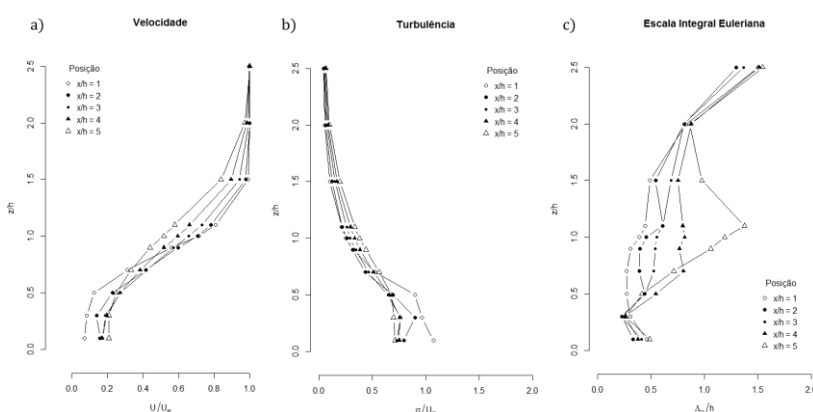 a)
Velocidade
Posição
x/h = 1
x/h = 2
x/h = 3
x/h = 4
x/h = 5
z/h
0.0
0.5
1.0
1.5
2.0
2.5
0.0
0.2
0.4
0.6
0.8
1.0
b)
Turbulência
Posição
x/h = 1
x/h = 2
x/h = 3
x/h = 4
x/h = 5
z/h
0.0
0.5
1.0
1.5
2.0
2.5
0.0
0.5
1.0
1.5
2.0
c)
Escala Integral Euleriana
Posição
x/h = 1
x/h = 2
x/h = 3
x/h = 4
x/h = 5
z/h
0.0
0.5
1.0
1.5
2.0
2.5
0.0
0.5
1.0
1.5
2.0